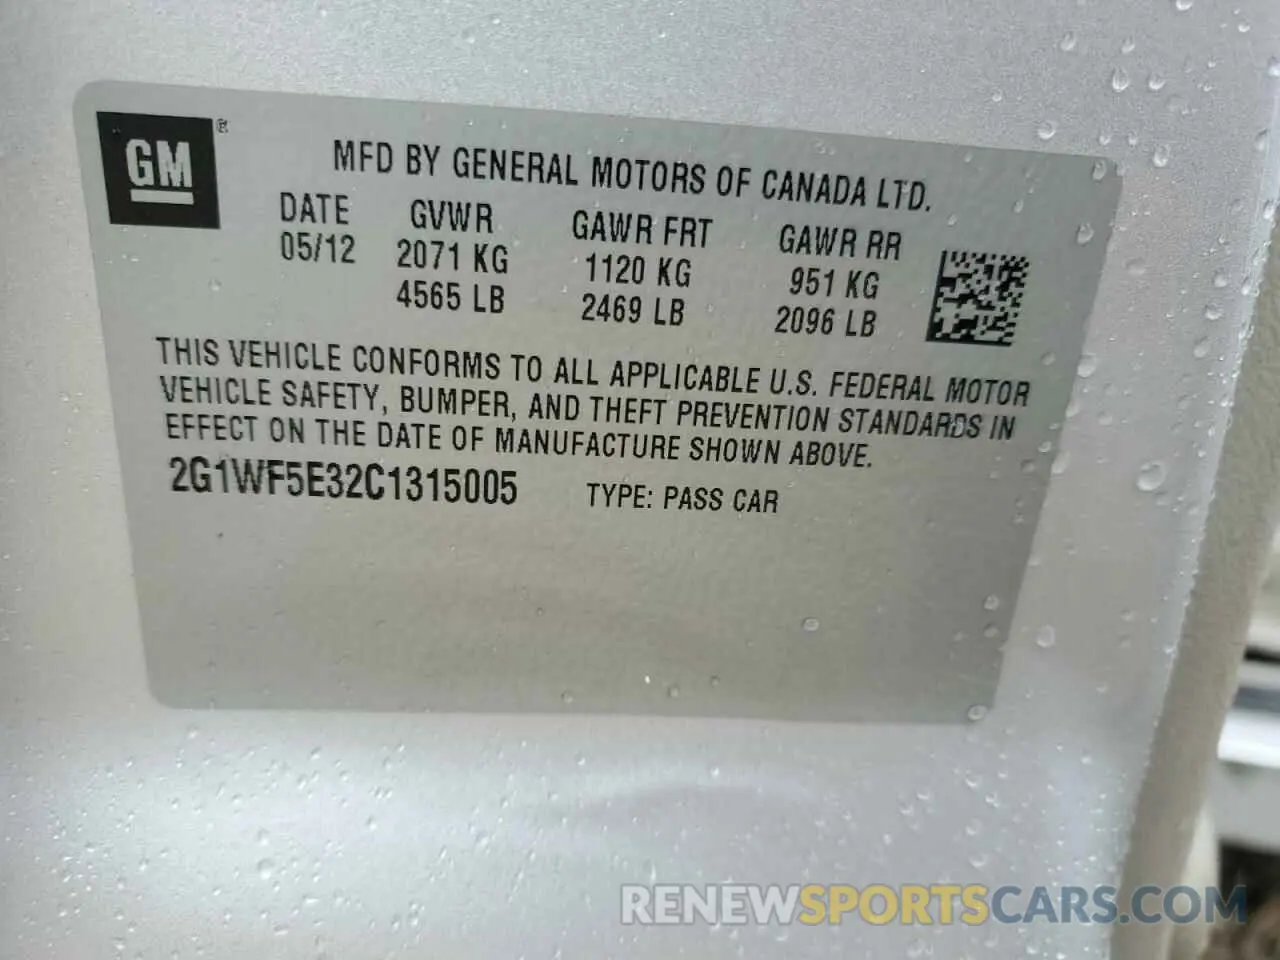 GM ®
MFD BY GENERAL MOTORS OF CANADA LTD.
DATE GVWR GAWR FRT GAWR RR
05/12 2071 KG 1120 KG 951 KG
4565 LB 2469 LB 2096 LB
THIS VEHICLE CONFORMS TO ALL APPLICABLE U.S. FEDERAL MOTOR
VEHICLE SAFETY, BUMPER, AND THEFT PREVENTION STANDARDS IN
EFFECT ON THE DATE OF MANUFACTURE SHOWN ABOVE.
2G1WF5E32C1315005 TYPE: PASS CAR
RENEWSPORTSCARS.COM